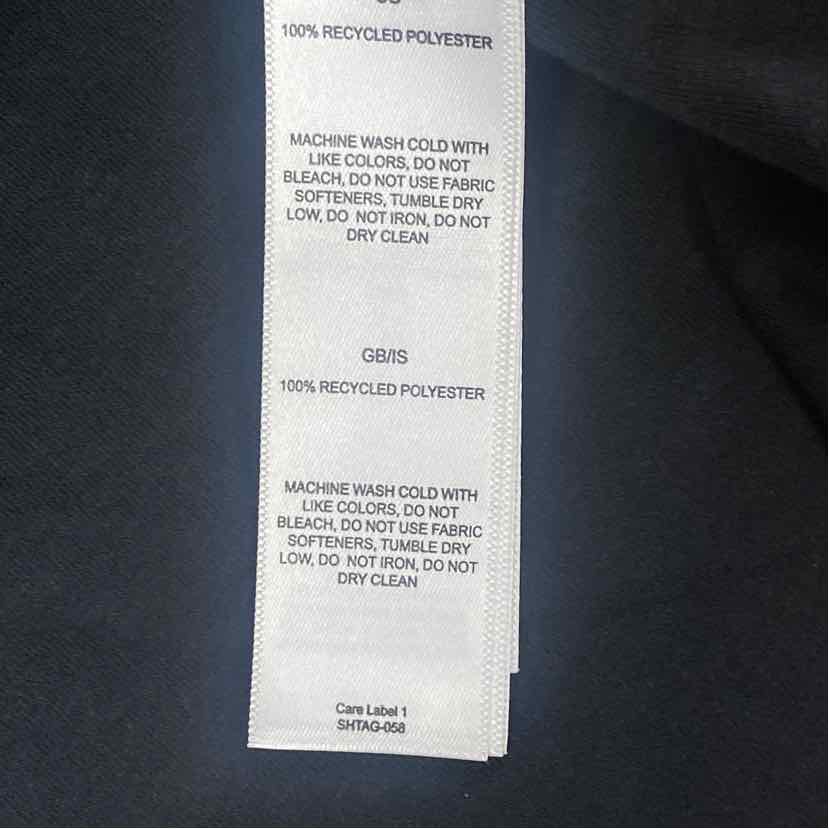 100% RECYCLED POLYESTER
MACHINE WASH COLD WITH
LIKE COLORS, DO NOT
BLEACH, DO NOT USE FABRIC
SOFTENERS, TUMBLE DRY
LOW, DO NOT IRON, DO NOT
DRY CLEAN
GB/IS
100% RECYCLED POLYESTER
MACHINE WASH COLD WITH
LIKE COLORS, DO NOT
BLEACH, DO NOT USE FABRIC
SOFTENERS, TUMBLE DRY
LOW, DO NOT IRON, DO NOT
DRY CLEAN
Care Label 1
SHTAG-058